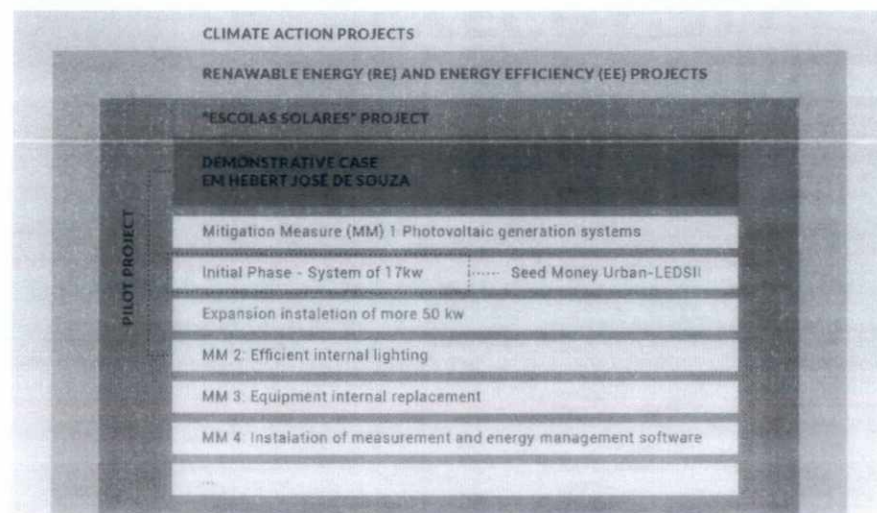 CLIMATE ACTION PROJECTS
RENAWABLE ENERGY (RE) AND ENERGY EFFICIENCY (EE) PROJECTS
"ESCOLAS SOLARES" PROJECT
DEMONSTRATIVE CASE
EM HEBERT JOSÉ DE SOUZA
PILOT PROJECT
Mitigation Measure (MM) 1 Photovoltaic generation systems
Initial Phase - System of 17kw
Seed Money Urban-LEDSII
Expansion instaletion of more 50 kw
MM 2: Efficient internal lighting
MM 3: Equipment internal replacement
MM 4: Instalation of measurement and energy management software
...